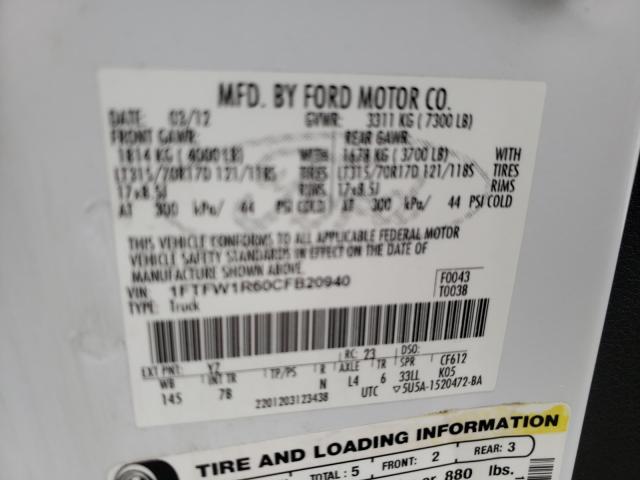 MFD. BY FORD MOTOR CO.
DATE: 03/12 GVWR: 3311 KG ( 7300 LB)
FRONT GAWR: REAR GAWR:
1814 KG ( 4000 LB) WITH 1678 KG ( 3700 LB) WITH
LT315/70R17D 121/118S TIRES LT315/70R17D 121/118S TIRES
17x8.5J RIMS 17x8.5J RIMS
AT 300 kPa/ 44 PSI COLD AT 300 kPa/ 44 PSI COLD
THIS VEHICLE CONFORMS TO ALL APPLICABLE FEDERAL MOTOR
VEHICLE SAFETY STANDARDS IN EFFECT ON THE DATE OF
MANUFACTURE SHOWN ABOVE.
VIN: 1FTFW1R60CFB20940 F0043
TYPE: Truck T0038
EXT PNT: YZ RC: 23 DSO:
WB INT TR TP/PS R AXLE TR SPR CF612
145 7B N L4 6 33LL K05
2201203123438 UTC ▽5U5A-1520472-BA
TIRE AND LOADING INFORMATION
TOTAL: 5 FRONT: 2 REAR: 3
or 880 lbs.